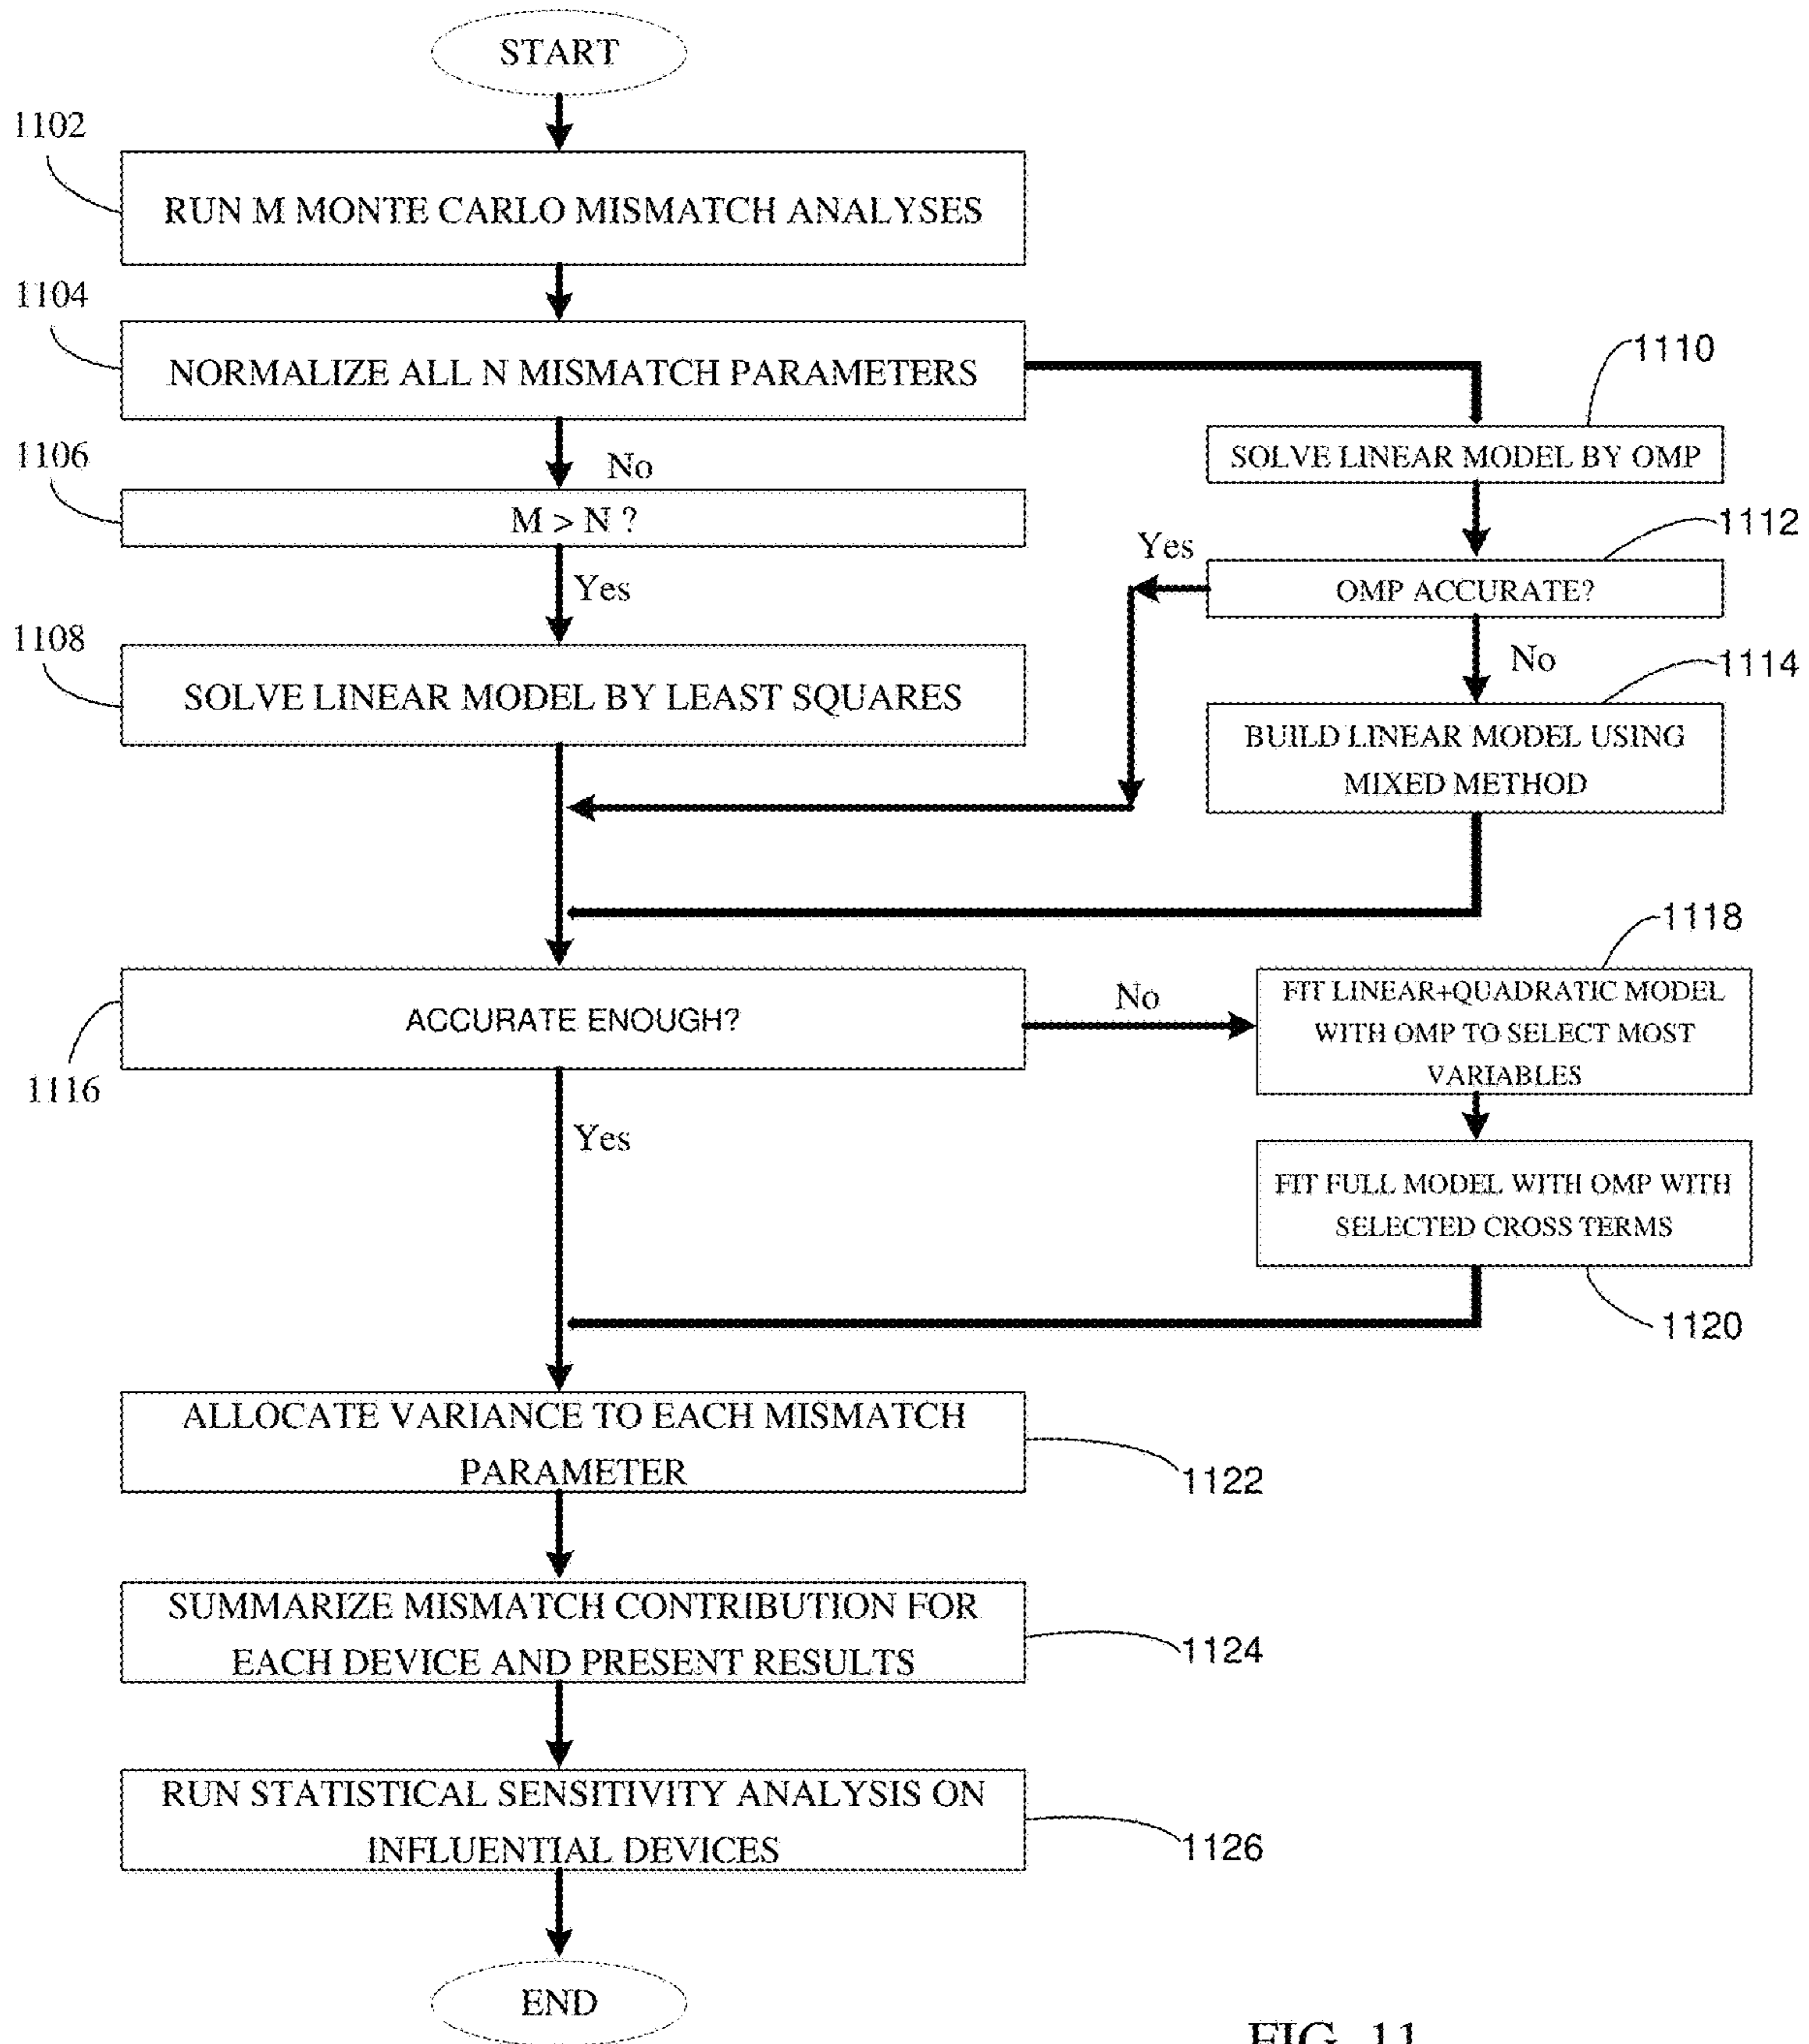 START
1102
RUN M MONTE CARLO MISMATCH ANALYSES
1104
NORMALIZE ALL N MISMATCH PARAMETERS
1110
SOLVE LINEAR MODEL BY OMP
No
1106
M > N ?
1112
OMP ACCURATE?
Yes
Yes
No
1108
SOLVE LINEAR MODEL BY LEAST SQUARES
1114
BUILD LINEAR MODEL USING
MIXED METHOD
1116
ACCURATE ENOUGH?
No
Yes
1118
FIT LINEAR+QUADRATIC MODEL
WITH OMP TO SELECT MOST
VARIABLES
FIT FULL MODEL WITH OMP WITH
SELECTED CROSS TERMS
1120
ALLOCATE VARIANCE TO EACH MISMATCH
PARAMETER
1122
SUMMARIZE MISMATCH CONTRIBUTION FOR
EACH DEVICE AND PRESENT RESULTS
1124
RUN STATISTICAL SENSITIVITY ANALYSIS ON
INFLUENTIAL DEVICES
1126
END
FIG. 11